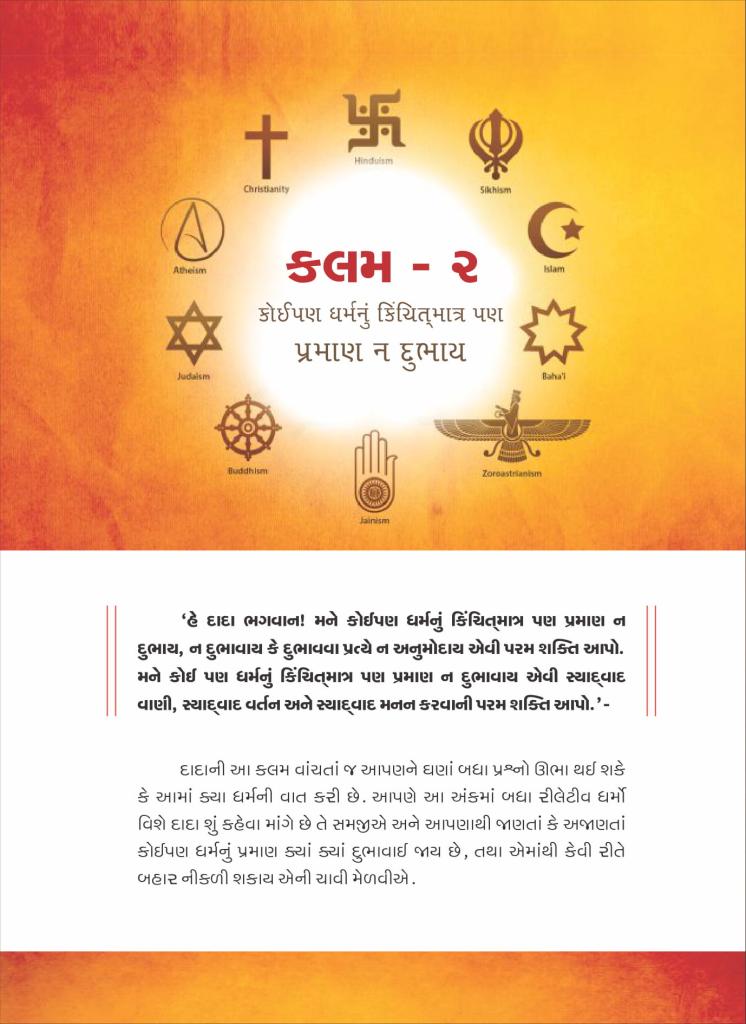 Hinduism
Christianity
Sikhism
Atheism
Islam
કલમ - ૨
કોઈપણ ધર્મનું કિંચિત્‌માત્ર પણ
પ્રમાણ ન દુભાય
Judaism
Baha'i
Buddhism
Zoroastrianism
Jainism
‘હે દાદા ભગવાન! મને કોઈપણ ધર્મનું કિંચિત્‌માત્ર પણ પ્રમાણ ન
દુભાય, ન દુભાવાય કે દુભાવવા પ્રત્યે ન અનુમોદાય એવી પરમ શક્તિ આપો.
મને કોઈ પણ ધર્મનું કિંચિત્‌માત્ર પણ પ્રમાણ ન દુભાવાય એવી સ્યાદ્‌વાદ
વાણી, સ્યાદ્‌વાદ વર્તન અને સ્યાદ્‌વાદ મનન કરવાની પરમ શક્તિ આપો.’-
દાદાની આ કલમ વાંચતાં જ આપણને ઘણાં બધા પ્રશ્નો ઊભા થઈ શકે
કે આમાં ક્યા ધર્મની વાત કરી છે. આપણે આ અંકમાં બધા રીલેટીવ ધર્મો
વિશે દાદા શું કહેવા માંગે છે તે સમજીએ અને આપણાથી જાણતાં કે અજાણતાં
કોઈપણ ધર્મનું પ્રમાણ ક્યાં ક્યાં દુભાવાઈ જાય છે, તથા એમાંથી કેવી રીતે
બહાર નીકળી શકાય એની ચાવી મેળવીએ.